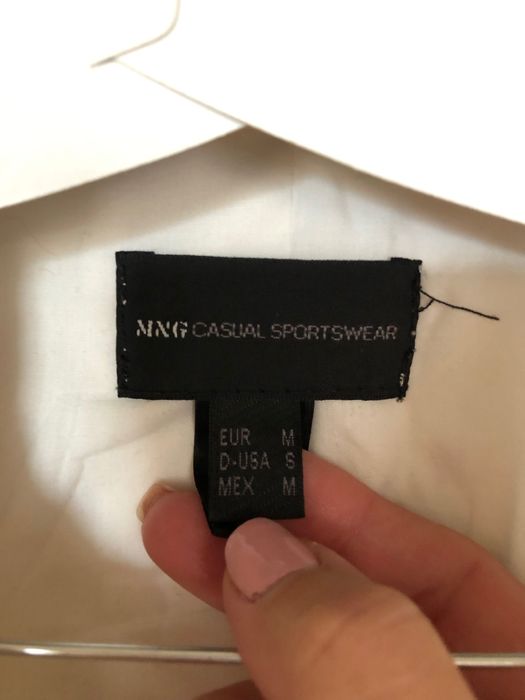 MNG CASUAL SPORTSWEAR
EUR M
D-USA S
MEX M